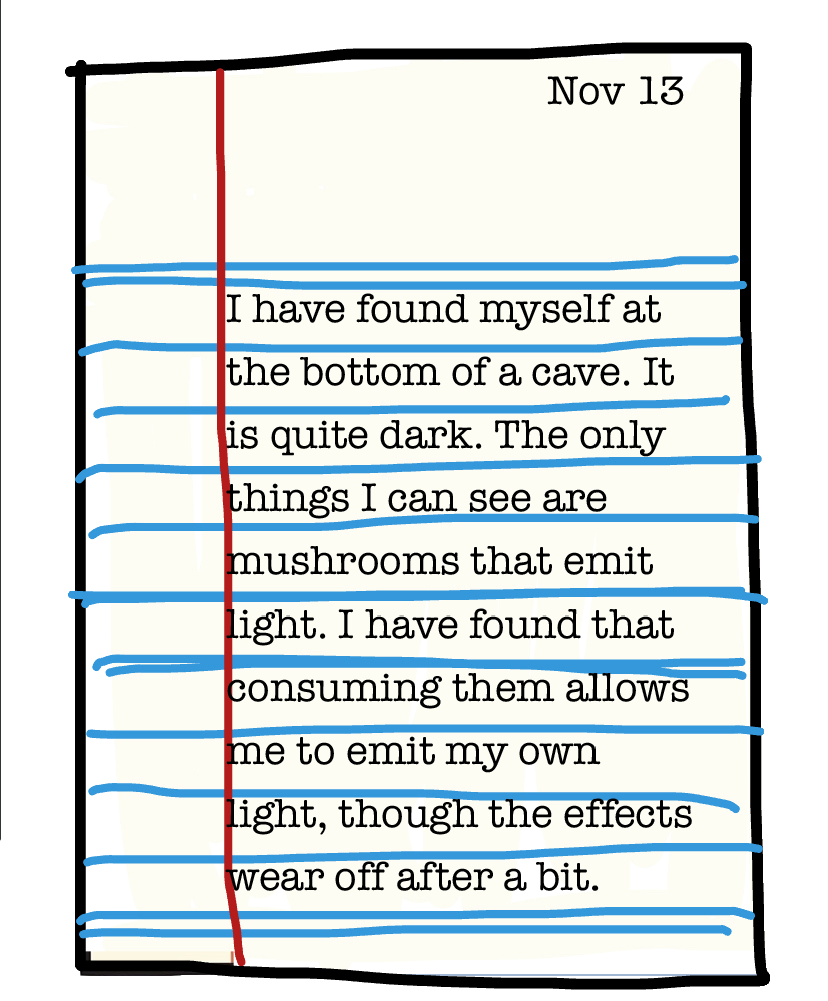 Nov 13
I have found myself at
the bottom of a cave. It
is quite dark. The only
things I can see are
mushrooms that emit
light. I have found that
consuming them allows
me to emit my own
light, though the effects
wear off after a bit.